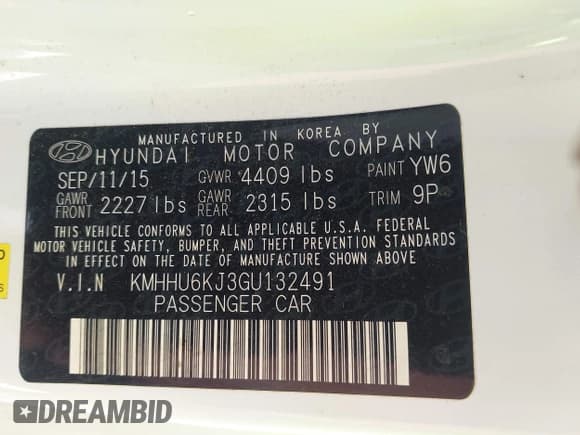 MANUFACTURED IN KOREA BY
HYUNDAI MOTOR COMPANY
SEP/11/15 GVWR 4409 lbs PAINT YW6
GAWR FRONT 2227 lbs GAWR REAR 2315 lbs TRIM 9P
THIS VEHICLE CONFORMS TO ALL APPLICABLE U.S.A. FEDERAL
MOTOR VEHICLE SAFETY, BUMPER, AND THEFT PREVENTION STANDARDS
IN EFFECT ON THE DATE OF MANUFACTURE SHOWN ABOVE.
V.I.N KMHHU6KJ3GU132491
PASSENGER CAR
DREAMBID